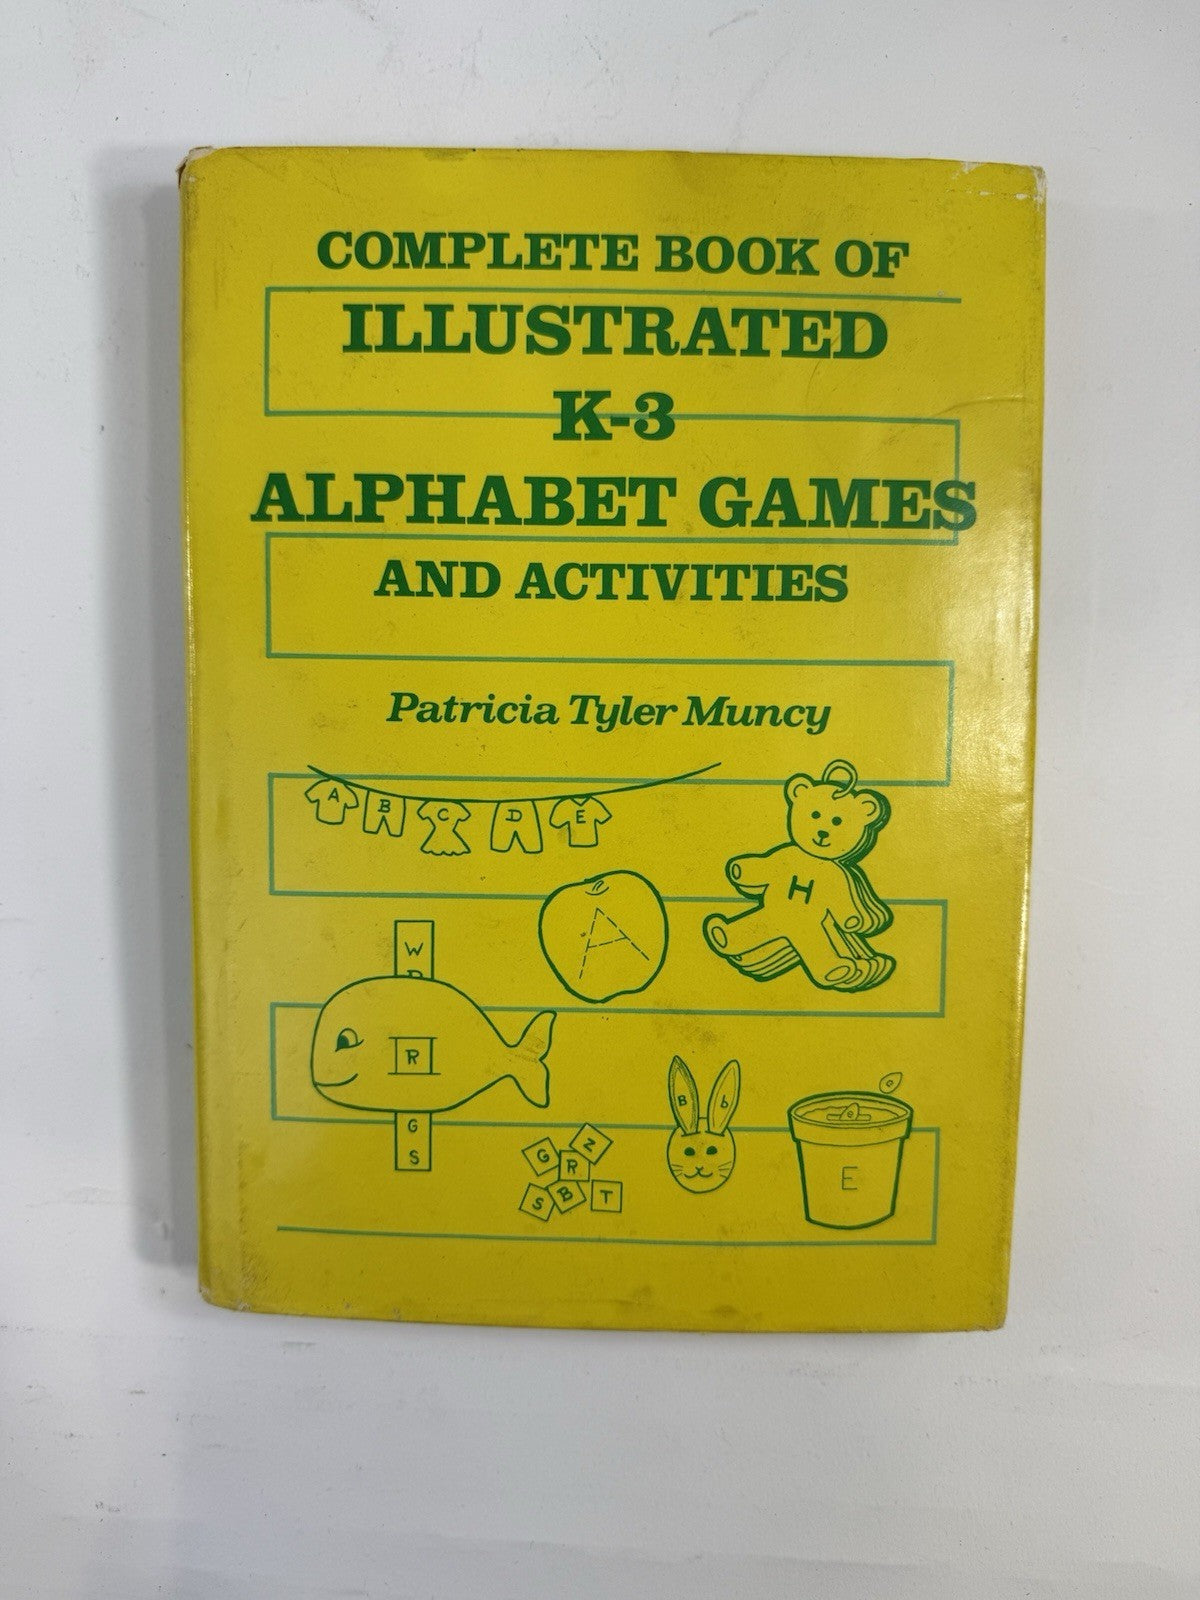 COMPLETE BOOK OF
ILLUSTRATED
K-3
ALPHABET GAMES
AND ACTIVITIES
Patricia Tyler Muncy
A B C D E
H
A
W
R
G
S
B b
E
G Z
R
S B T